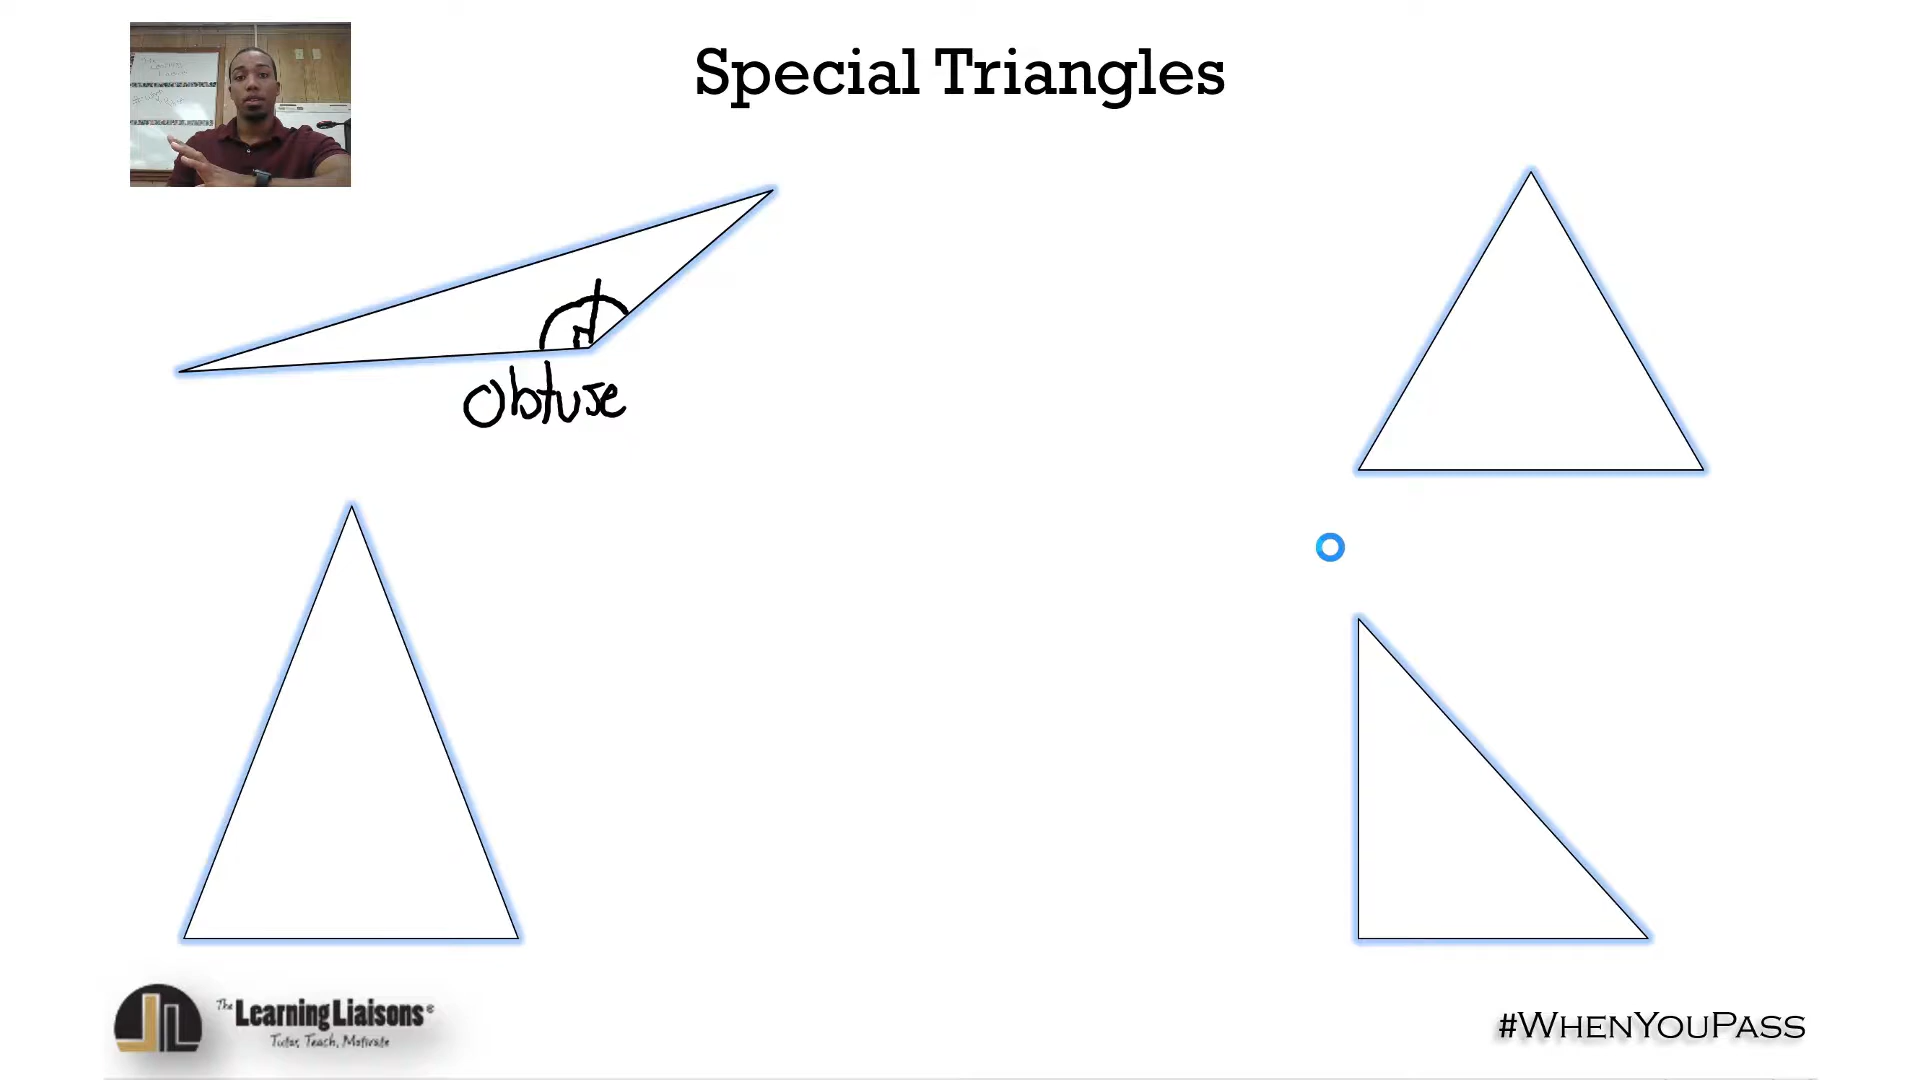 Special Triangles
Obtuse
The Learning Liaisons®
Tutor, Teach, Motivate
#WhenYouPass